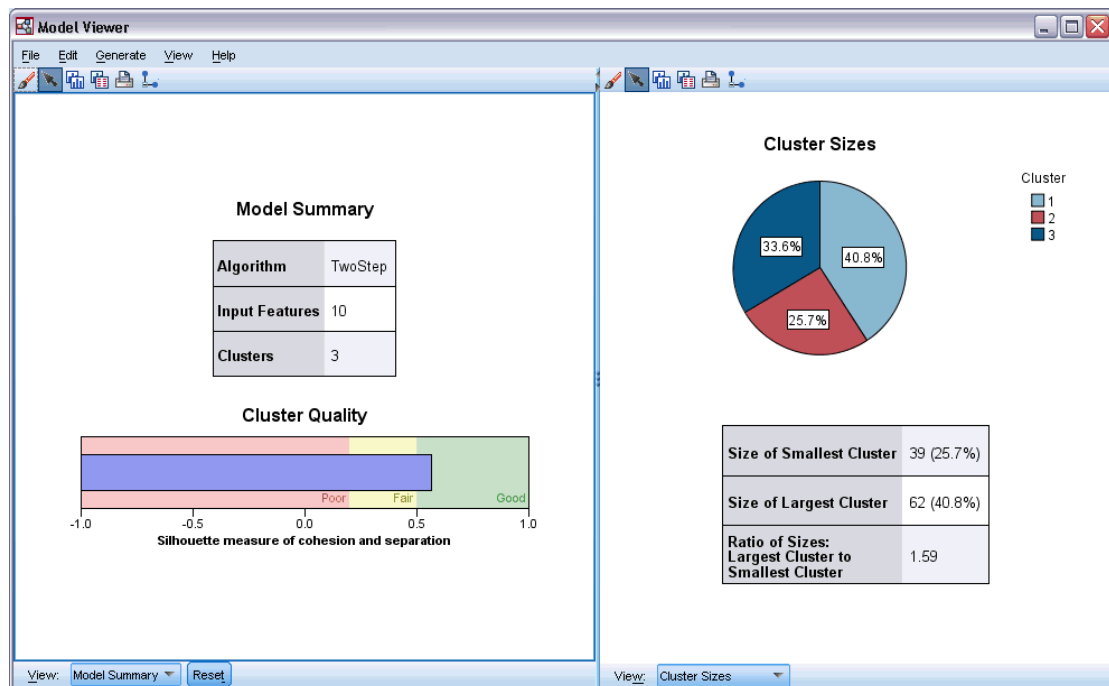 Model Viewer
File Edit Generate View Help
Model Summary
Algorithm TwoStep
Input Features 10
Clusters 3
Cluster Quality
Poor Fair Good
-1.0 -0.5 0.0 0.5 1.0
Silhouette measure of cohesion and separation
View: Model Summary Reset
Cluster Sizes
Cluster
1
2
3
33.6%
40.8%
25.7%
Size of Smallest Cluster 39 (25.7%)
Size of Largest Cluster 62 (40.8%)
Ratio of Sizes:
Largest Cluster to
Smallest Cluster
1.59
View: Cluster Sizes